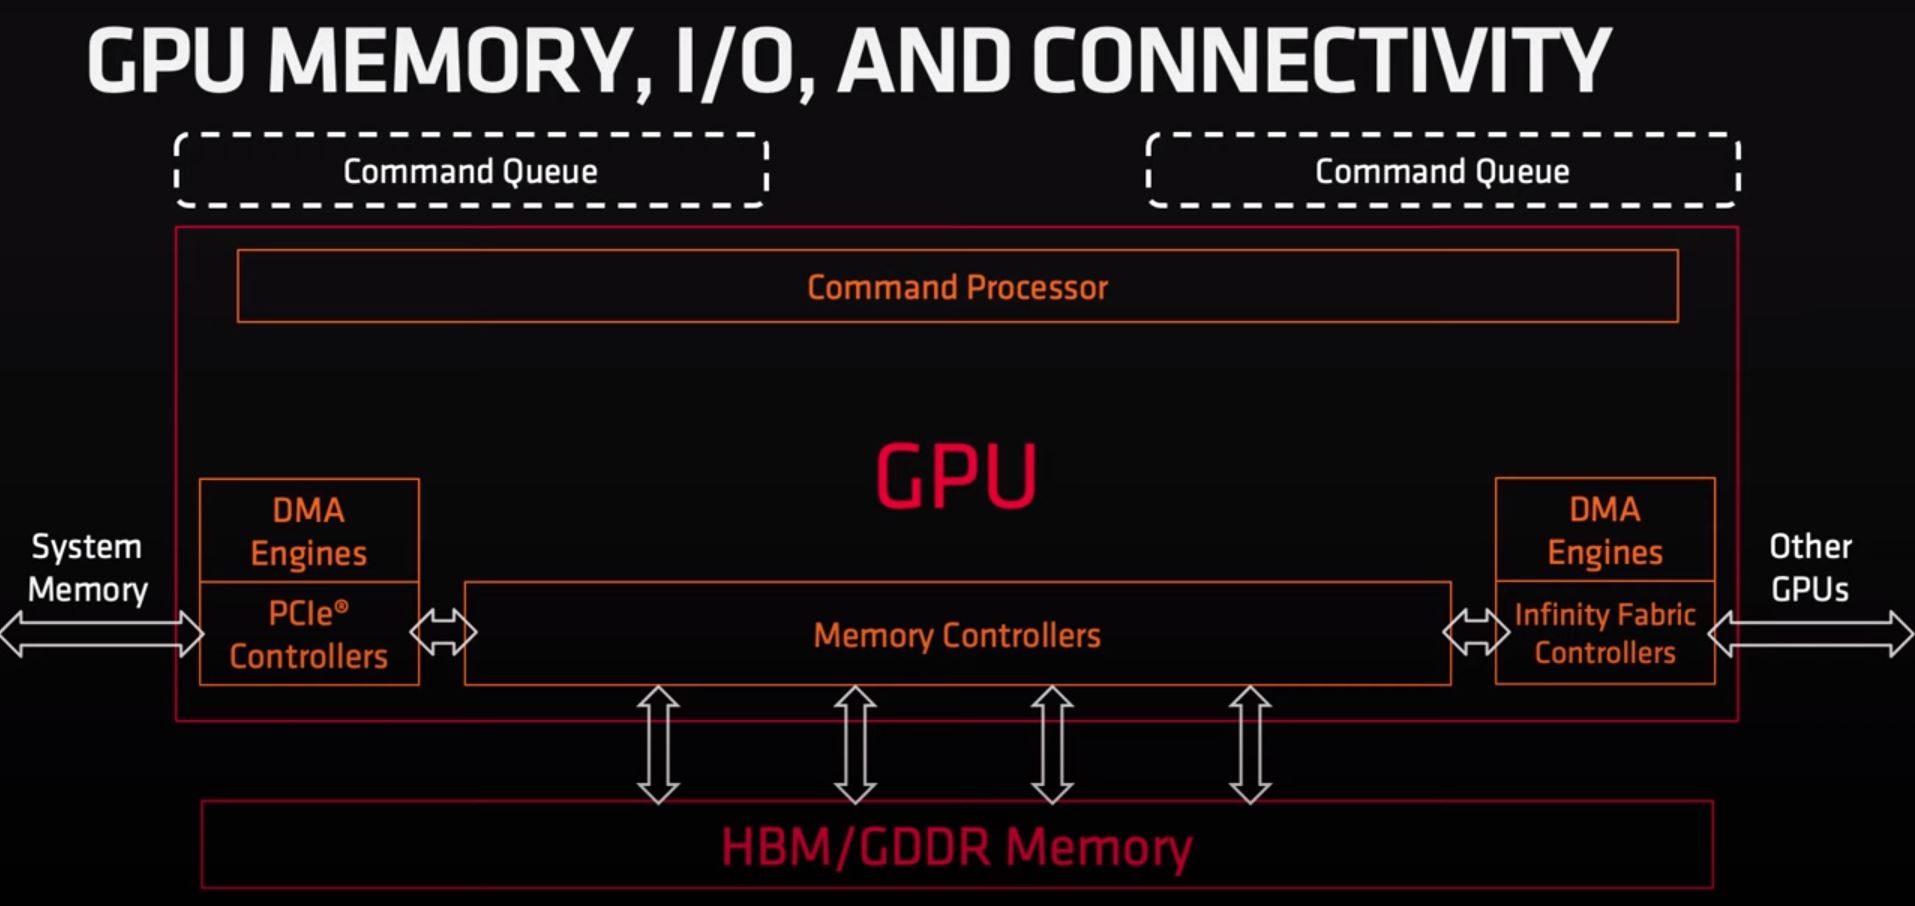 GPU MEMORY, I/O, AND CONNECTIVITY
Command Queue
Command Queue
Command Processor
GPU
DMA
Engines
PCIe®
Controllers
System
Memory
Memory Controllers
DMA
Engines
Infinity Fabric
Controllers
Other
GPUs
HBM/GDDR Memory